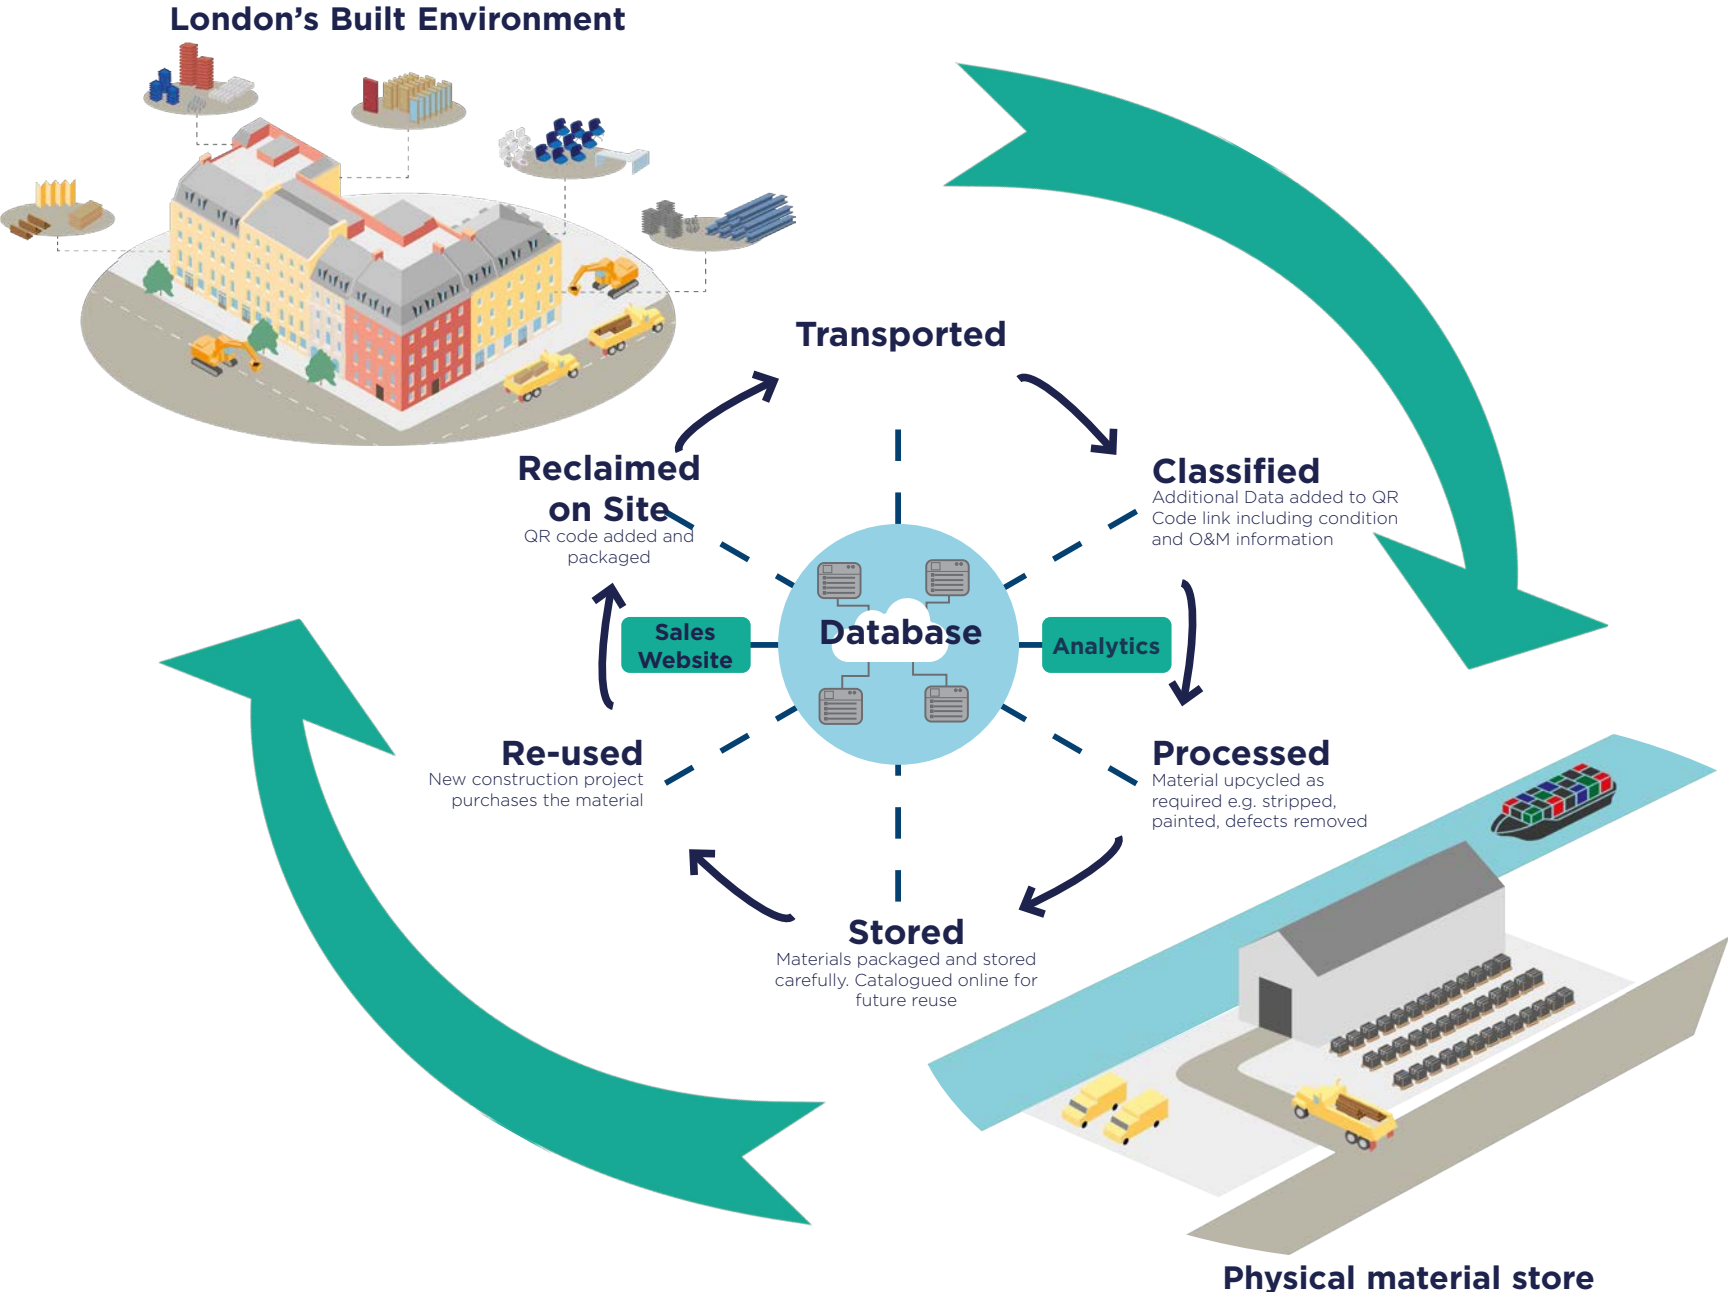 London’s Built Environment
Transported
Reclaimed
on Site
QR code added and
packaged
Classified
Additional Data added to QR
Code link including condition
and O&M information
Sales
Website
Database
Analytics
Re-used
New construction project
purchases the material
Processed
Material upcycled as
required e.g. stripped,
painted, defects removed
Stored
Materials packaged and stored
carefully. Catalogued online for
future reuse
Physical material store